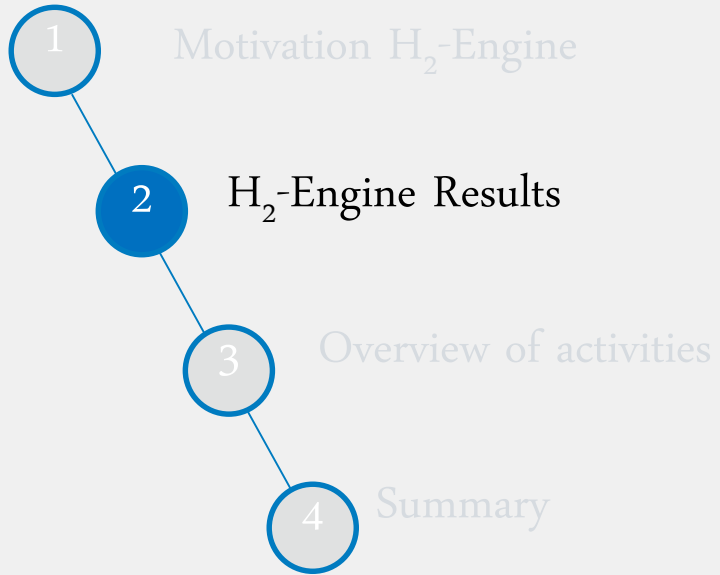 1 Motivation H₂-Engine
2 H₂-Engine Results
3 Overview of activities
4 Summary